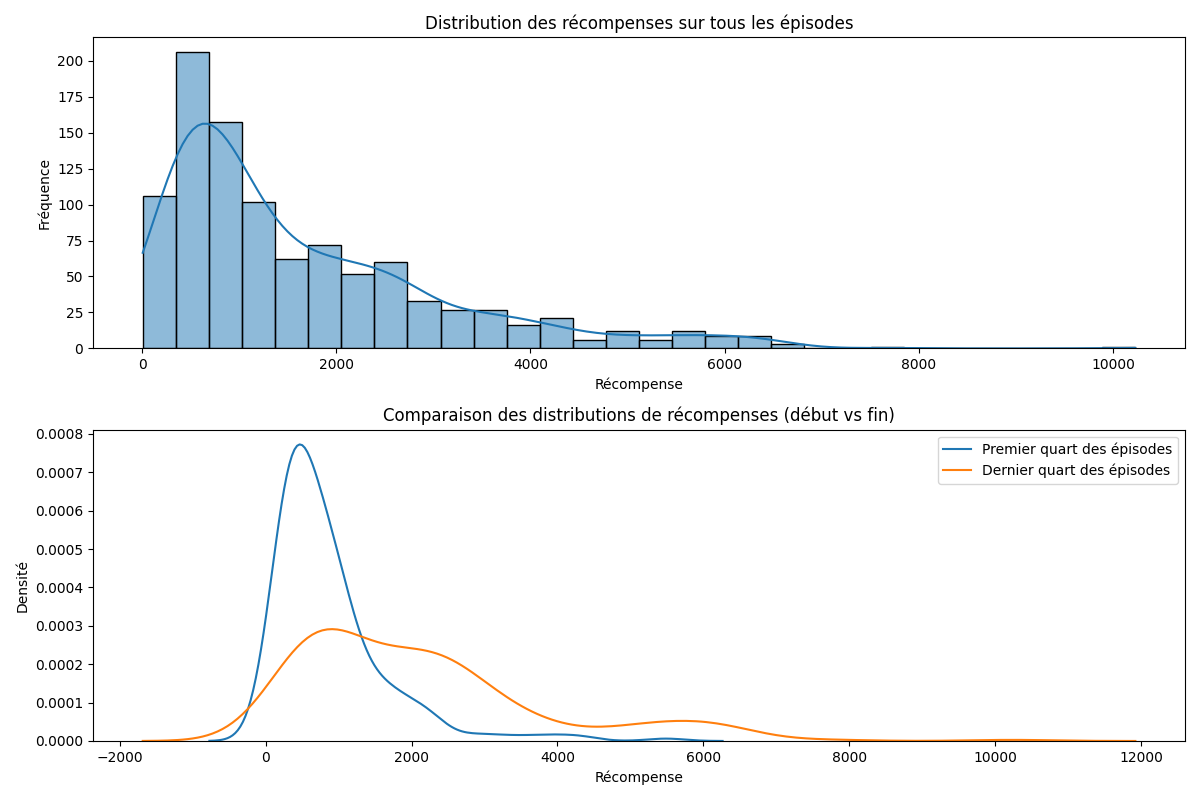 Distribution des récompenses sur tous les épisodes
200
175
150
125
100
75
50
25
0
Fréquence
0 2000 4000 6000 8000 10000
Récompense
Comparaison des distributions de récompenses (début vs fin)
0.0008
0.0007
0.0006
0.0005
0.0004
0.0003
0.0002
0.0001
0.0000
Densité
Premier quart des épisodes
Dernier quart des épisodes
−2000 0 2000 4000 6000 8000 10000 12000
Récompense